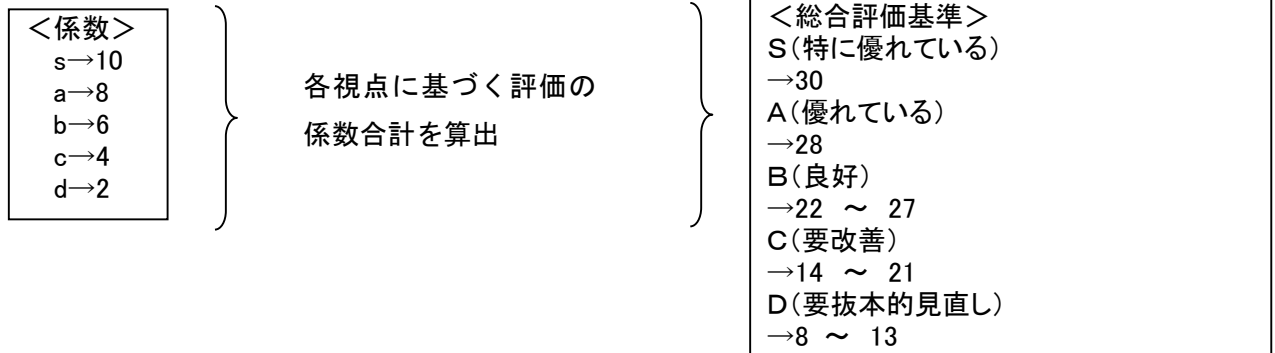 ＜係数＞
s→10
a→8
b→6
c→4
d→2
各視点に基づく評価の
係数合計を算出
＜総合評価基準＞
S（特に優れている）
→30
A（優れている）
→28
B（良好）
→22 ～ 27
C（要改善）
→14 ～ 21
D（要抜本的見直し）
→8 ～ 13